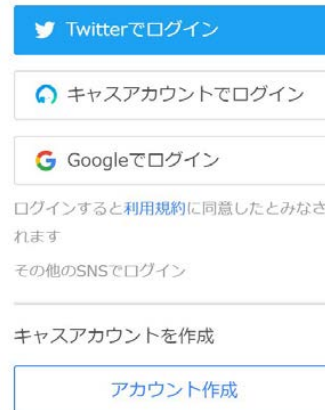 Twitterでログイン
キャスアカウントでログイン
Googleでログイン
ログインすると利用規約に同意したとみなさ
れます
その他のSNSでログイン
キャスアカウントを作成
アカウント作成